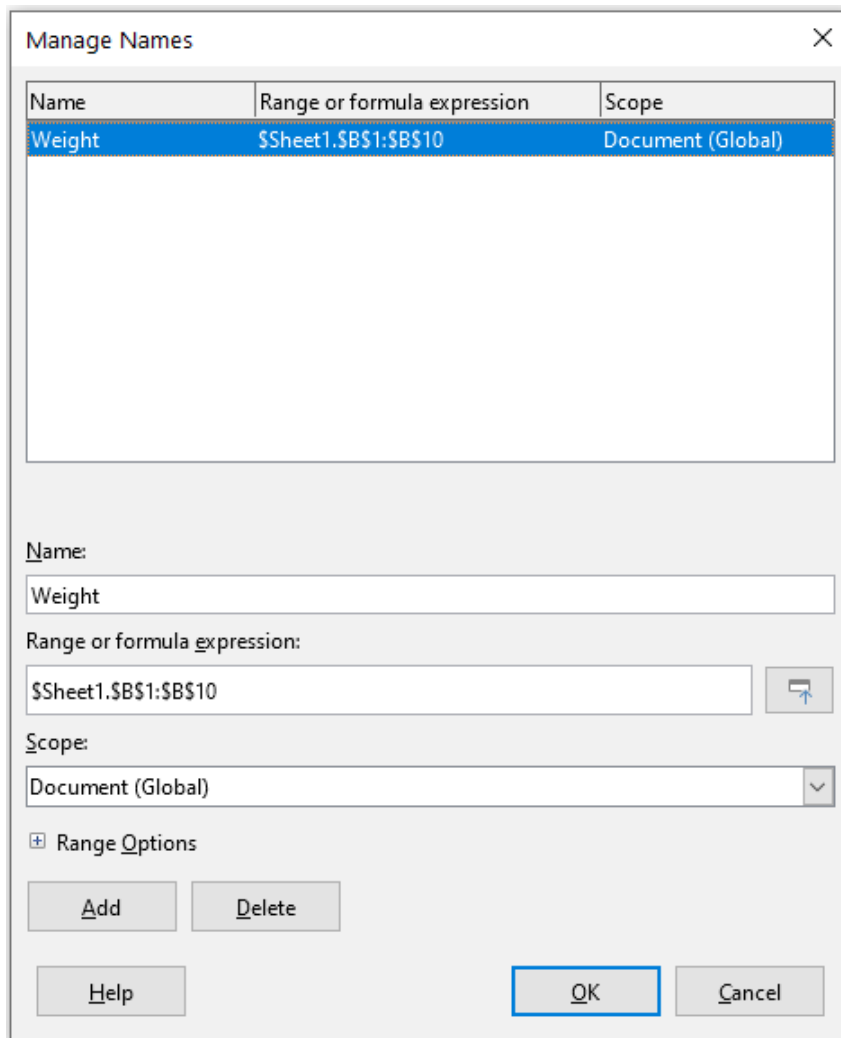 Manage Names
Name Range or formula expression Scope
Weight $Sheet1.$B$1:$B$10 Document (Global)
Name:
Weight
Range or formula expression:
$Sheet1.$B$1:$B$10
Scope:
Document (Global)
Range Options
Add Delete
Help OK Cancel